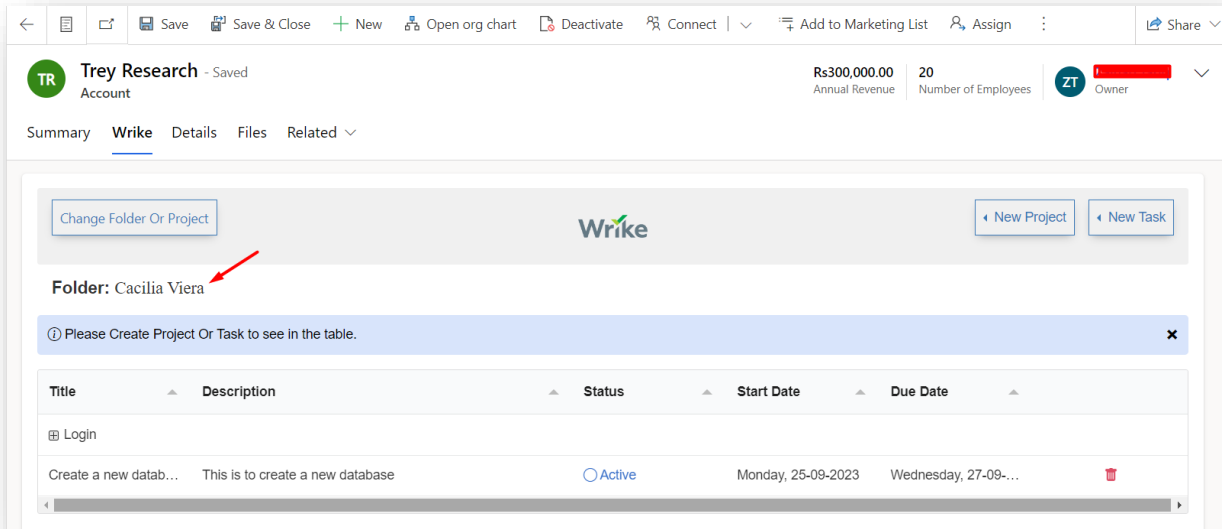 Save Save & Close New Open org chart Deactivate Connect Add to Marketing List Assign Share
TR Trey Research - Saved
Account
Rs300,000.00
Annual Revenue
20
Number of Employees
ZT
Owner
Summary Wrike Details Files Related
Change Folder Or Project
Wrike
New Project
New Task
Folder: Cacilia Viera
Please Create Project Or Task to see in the table.
Title Description Status Start Date Due Date
Login
Create a new datab... This is to create a new database Active Monday, 25-09-2023 Wednesday, 27-09-...